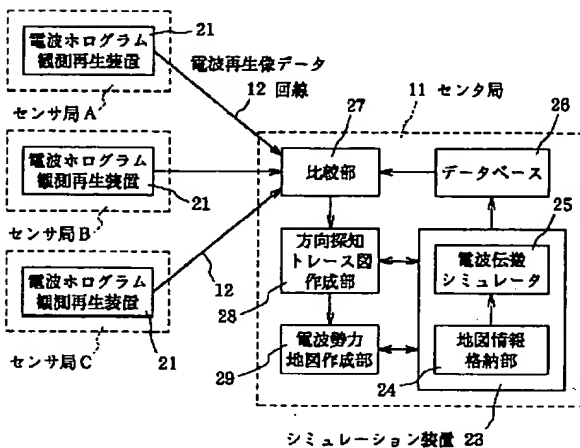 21
電波ホログラム
観測再生装置
センサ局A
電波再生像データ
12 回線
電波ホログラム
観測再生装置
21
センサ局B
電波ホログラム
観測再生装置
21
センサ局C
12
11 センタ局
27
比較部
26
データベース
方向探知
トレース図
作成部
28
25
電波伝搬
シミュレータ
電波勢力
地図作成部
29
地図情報
格納部
24
シミュレーション装置 23